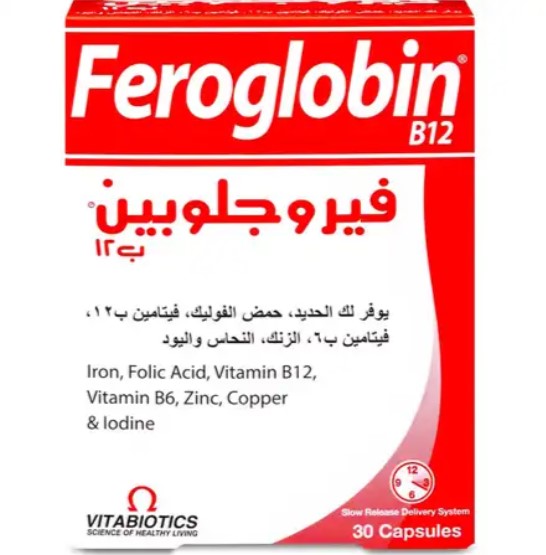 Feroglobin®
B12
فيروجلوبين®
ب١٢
يوفر لك الحديد، حمض الفوليك، فيتامين ب١٢،
فيتامين ب٦، الزنك، النحاس واليود
Iron, Folic Acid, Vitamin B12,
Vitamin B6, Zinc, Copper
& Iodine
12
9 3
6
Slow Release Delivery System
30 Capsules
VITABIOTICS
SCIENCE OF HEALTHY LIVING